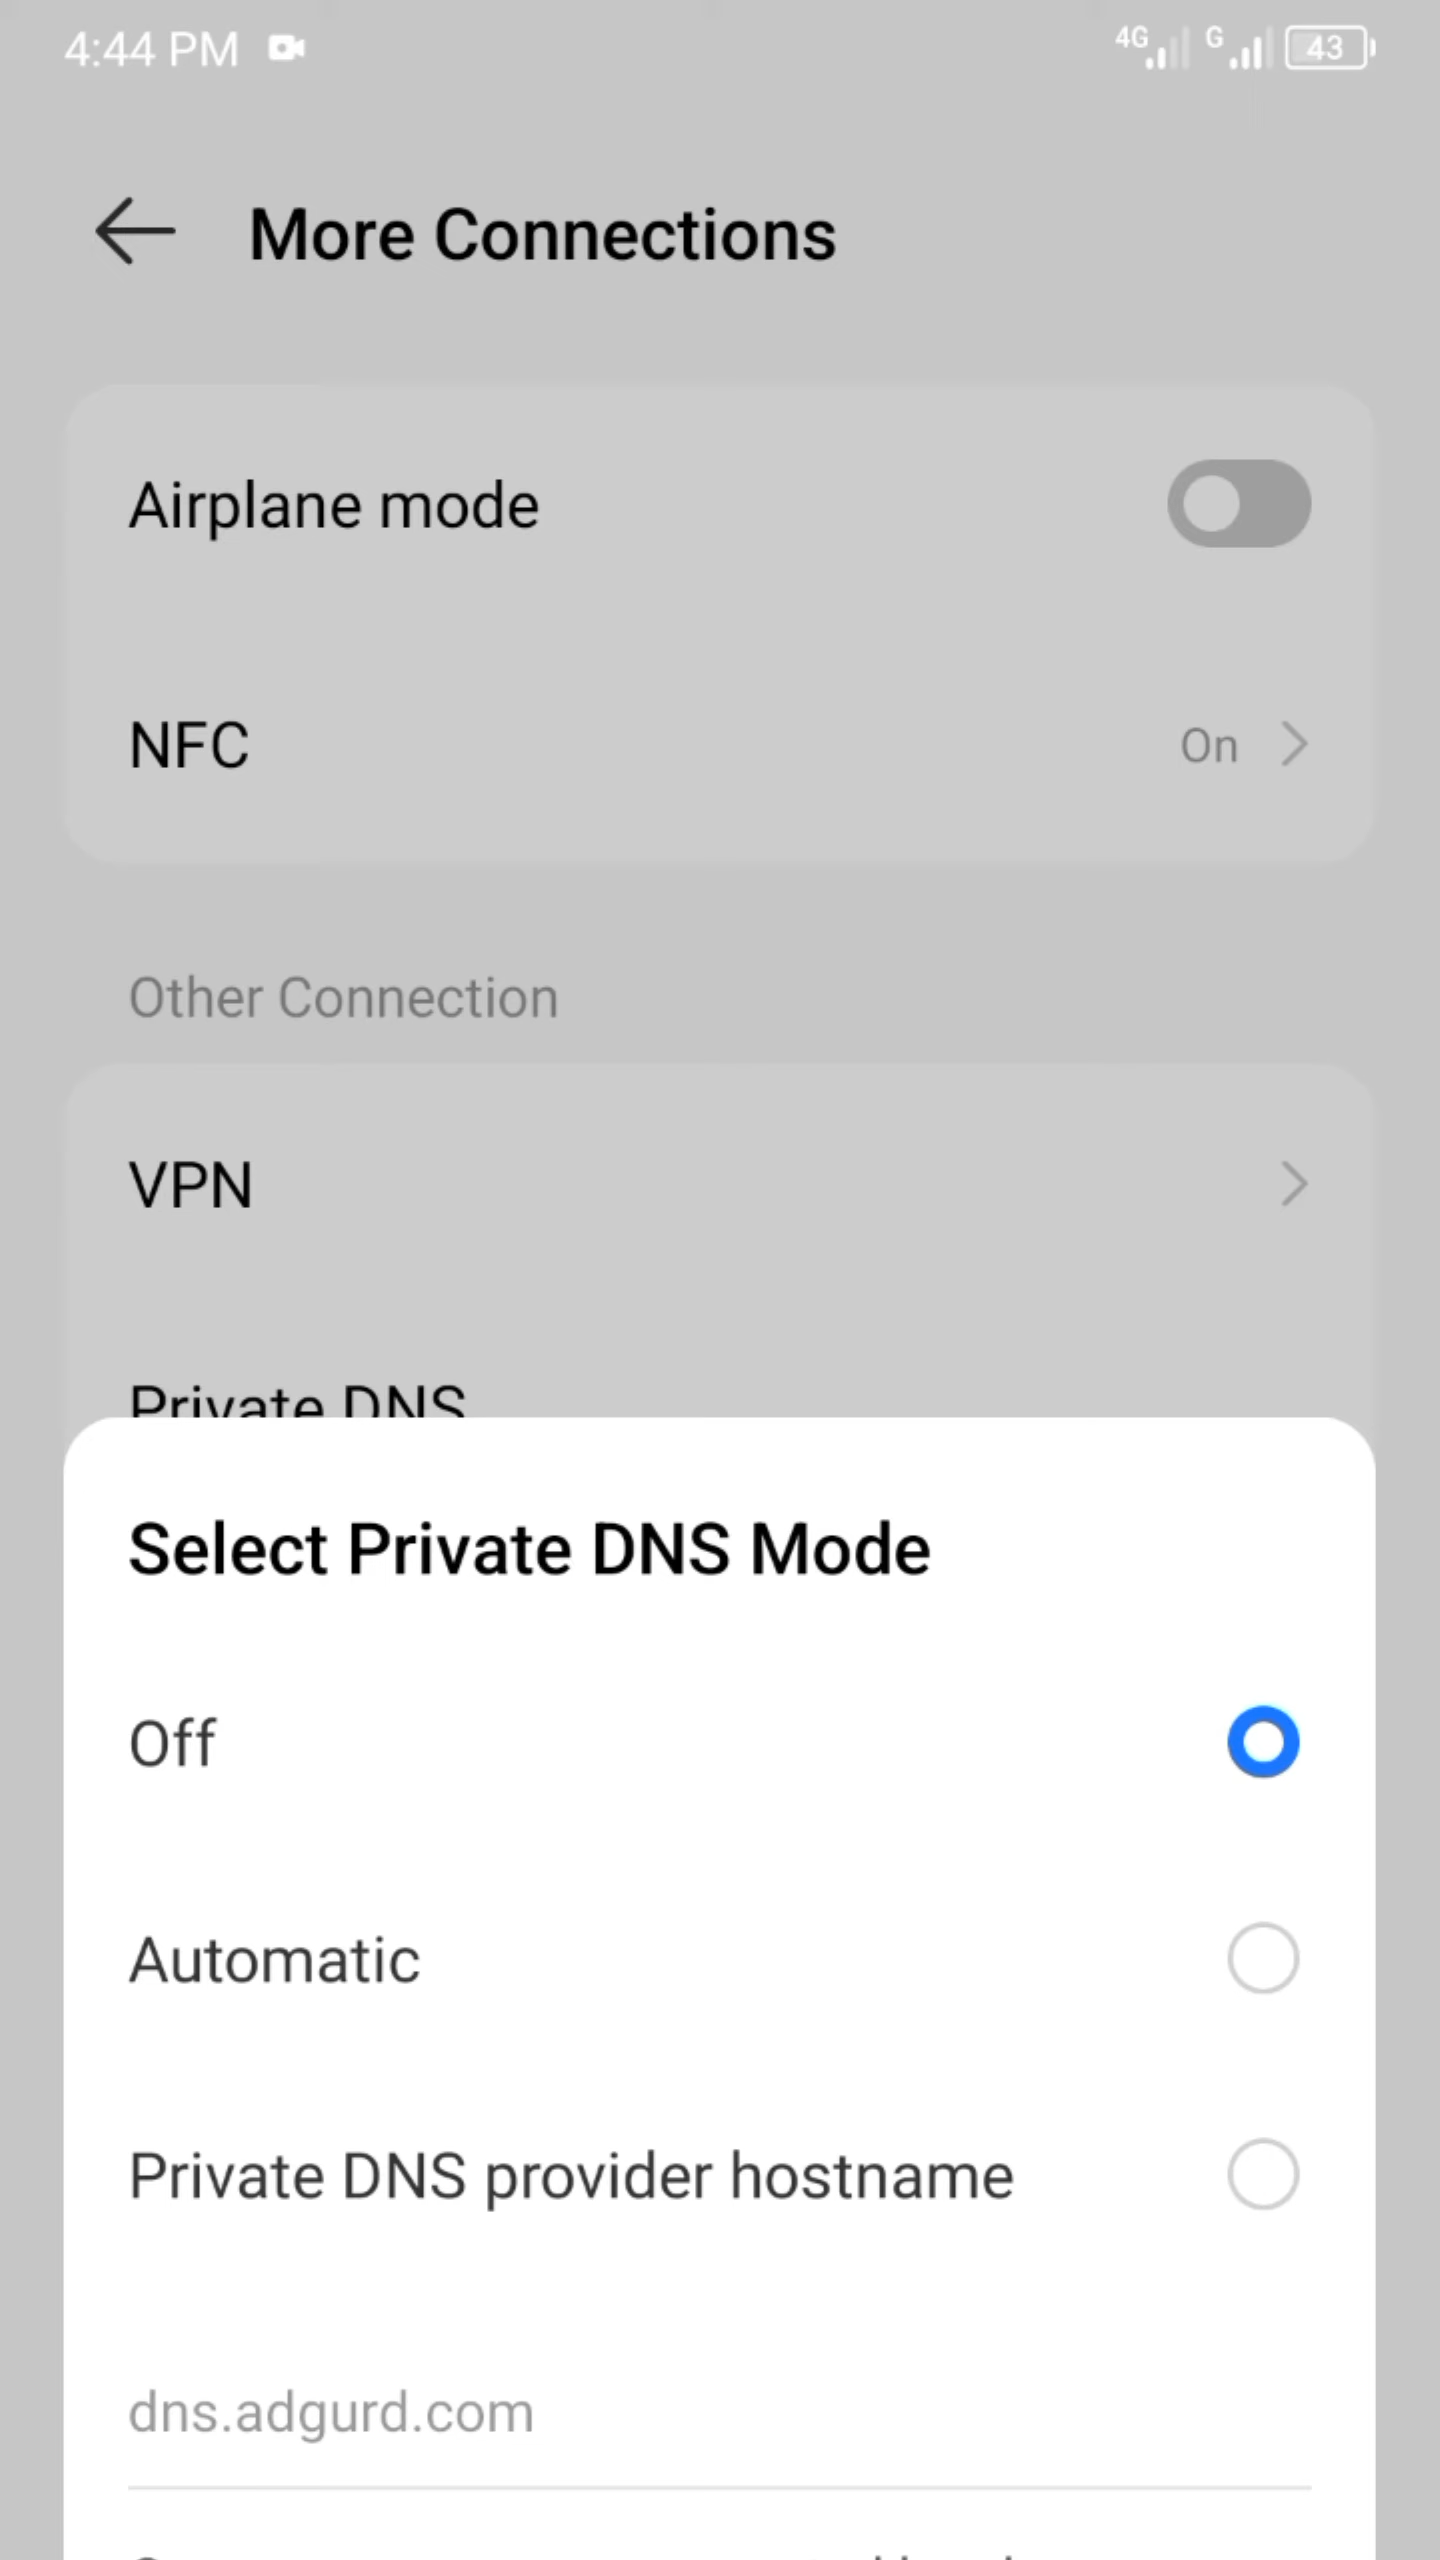 4:44 PM 4G G 43
More Connections
Airplane mode
NFC On
Other Connection
VPN
Private DNS
Select Private DNS Mode
Off
Automatic
Private DNS provider hostname
dns.adgurd.com